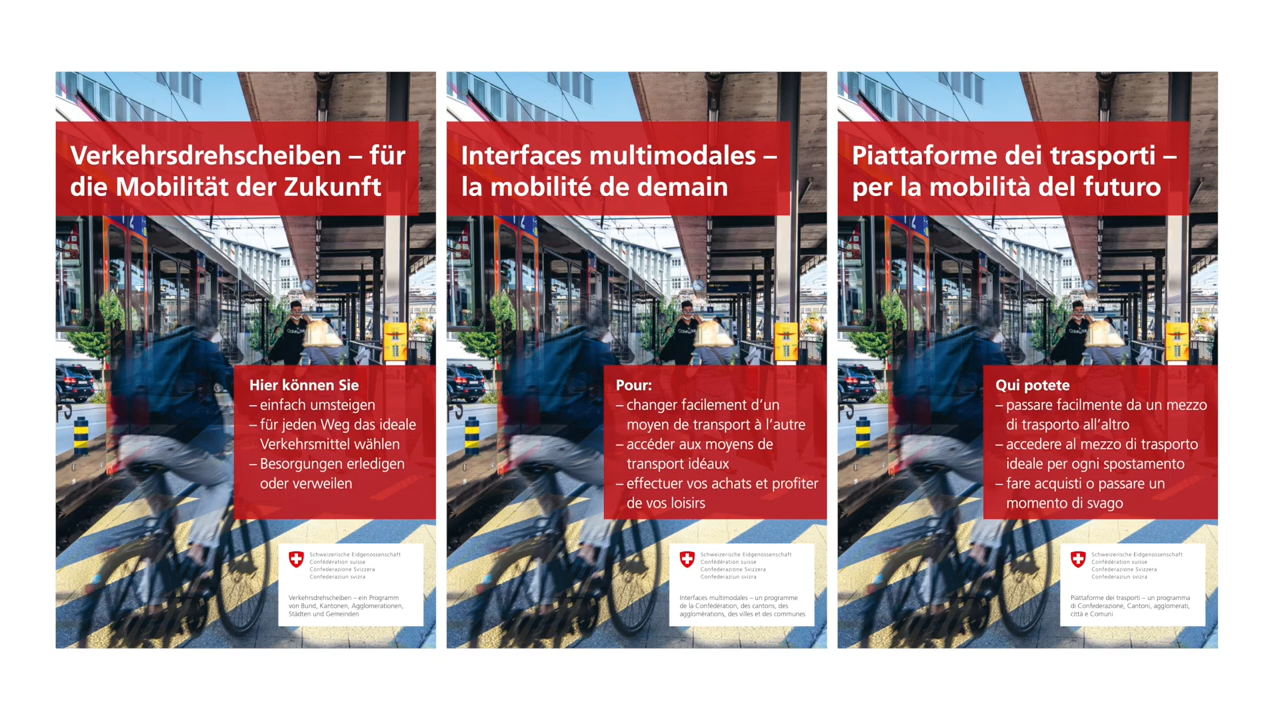 Verkehrsdrehscheiben – für
die Mobilität der Zukunft
Hier können Sie
– einfach umsteigen
– für jeden Weg das ideale
Verkehrsmittel wählen
– Besorgungen erledigen
oder verweilen
Schweizerische Eidgenossenschaft
Confédération suisse
Confederazione Svizzera
Confederaziun svizra
Verkehrsdrehscheiben – ein Programm
von Bund, Kantonen, Agglomerationen,
Städten und Gemeinden
Interfaces multimodales –
la mobilité de demain
Pour:
– changer facilement d’un
moyen de transport à l’autre
– accéder aux moyens de
transport idéaux
– effectuer vos achats et profiter
de vos loisirs
Schweizerische Eidgenossenschaft
Confédération suisse
Confederazione Svizzera
Confederaziun svizra
Interfaces multimodales – un programme
de la Confédération, des cantons, des
agglomérations, des villes et des communes
Piattaforme dei trasporti –
per la mobilità del futuro
Qui potete
– passare facilmente da un mezzo
di trasporto all’altro
– accedere al mezzo di trasporto
ideale per ogni spostamento
– fare acquisti o passare un
momento di svago
Schweizerische Eidgenossenschaft
Confédération suisse
Confederazione Svizzera
Confederaziun svizra
Piattaforme dei trasporti – un programma
di Confederazione, Cantoni, agglomerati,
città e Comuni